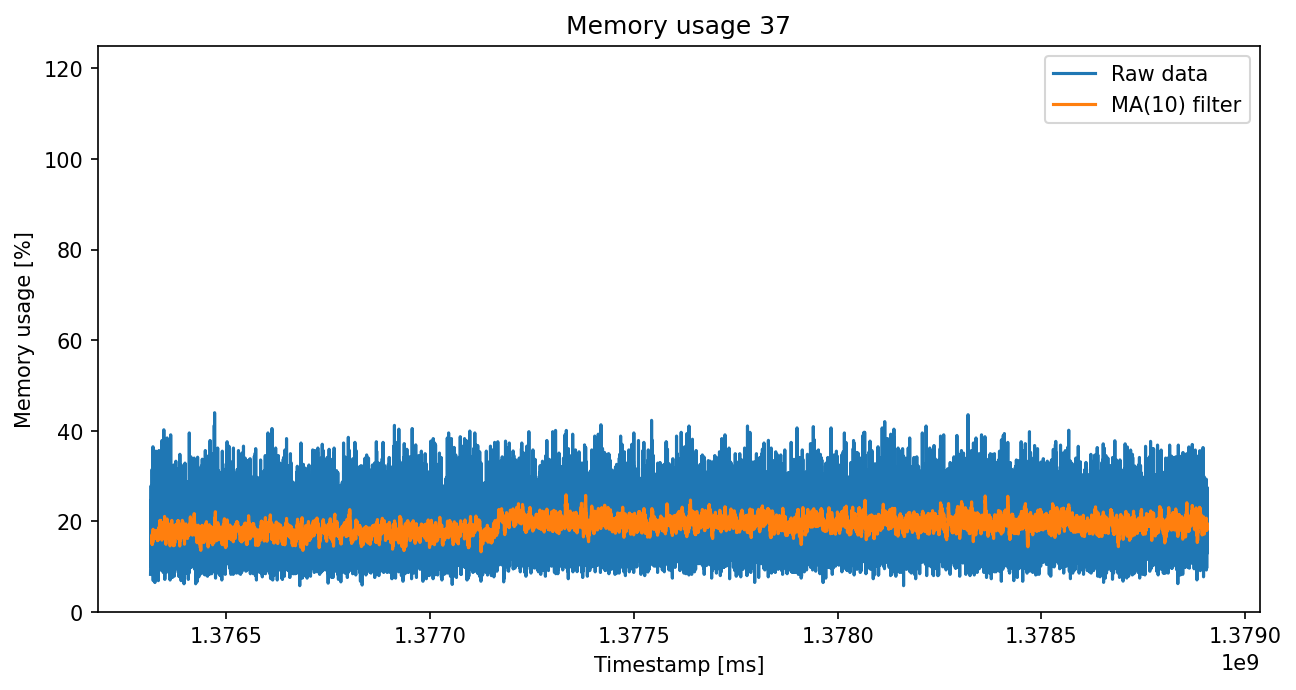 Memory usage 37
Raw data
MA(10) filter
Memory usage [%]
120
100
80
60
40
20
0
1.3765 1.3770 1.3775 1.3780 1.3785 1.3790
1e9
Timestamp [ms]